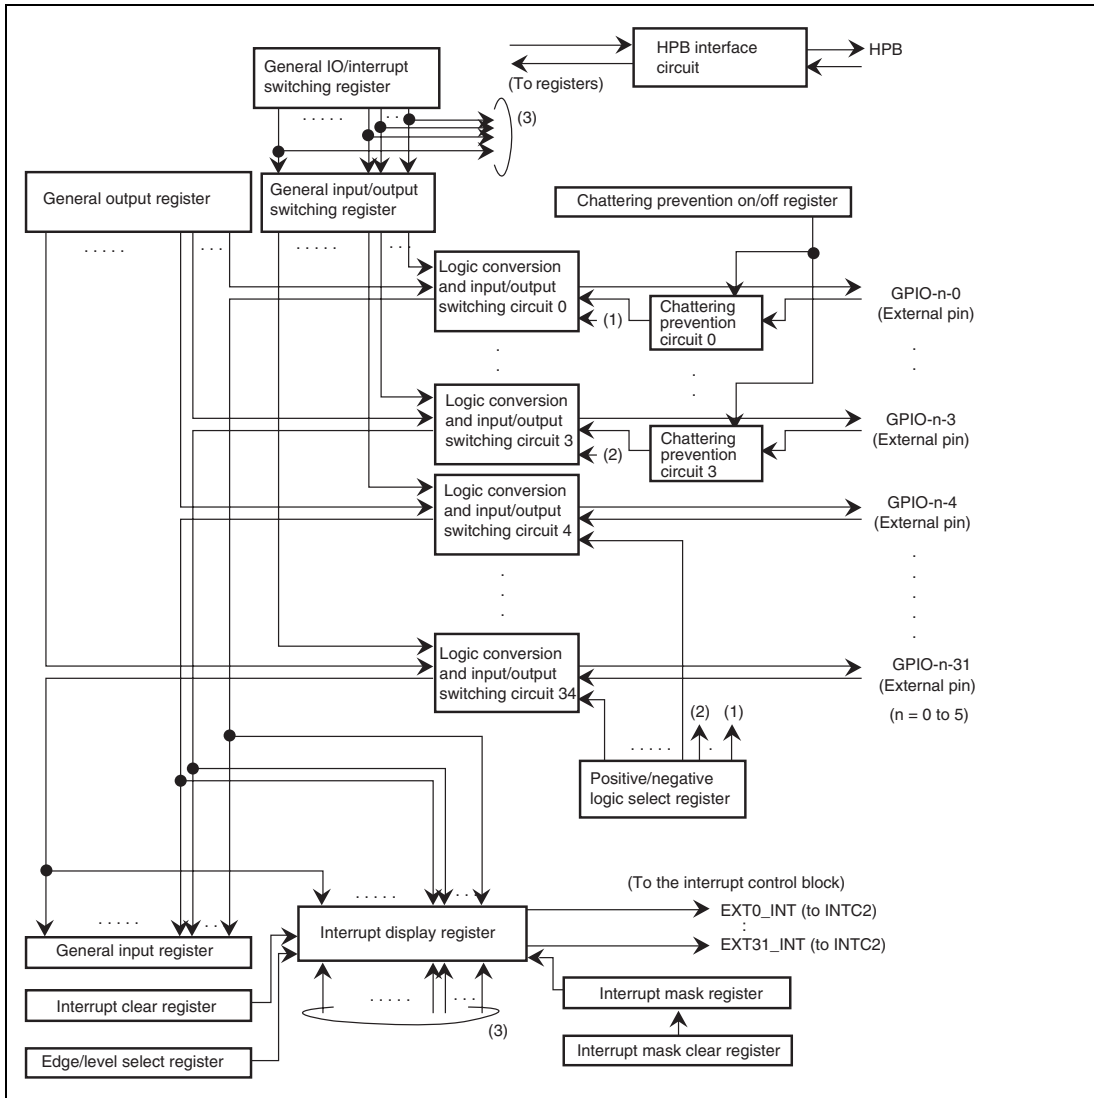 General IO/interrupt
switching register
HPB interface
circuit
HPB
(To registers)
(3)
General output register
General input/output
switching register
Chattering prevention on/off register
Logic conversion
and input/output
switching circuit 0
(1)
Chattering
prevention
circuit 0
GPIO-n-0
(External pin)
Logic conversion
and input/output
switching circuit 3
(2)
Chattering
prevention
circuit 3
GPIO-n-3
(External pin)
Logic conversion
and input/output
switching circuit 4
GPIO-n-4
(External pin)
Logic conversion
and input/output
switching circuit 34
GPIO-n-31
(External pin)
(n = 0 to 5)
(2)
(1)
Positive/negative
logic select register
(To the interrupt control block)
EXT0_INT (to INTC2)
EXT31_INT (to INTC2)
Interrupt display register
General input register
Interrupt clear register
Interrupt mask register
(3)
Edge/level select register
Interrupt mask clear register